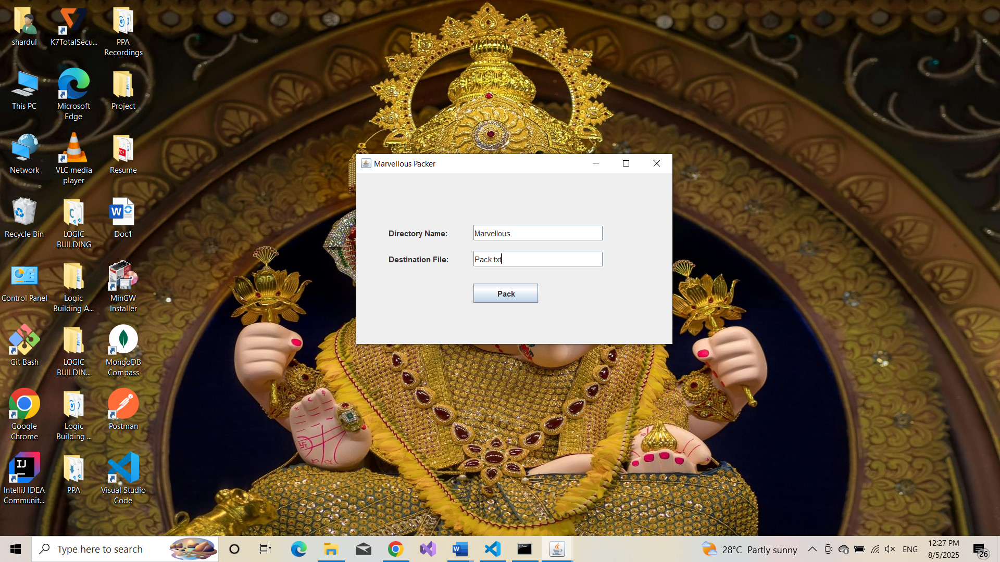 shardul
K7TotalSecu...
PPA
Recordings
This PC
Microsoft
Edge
Project
Network
VLC media
player
Resume
Recycle Bin
LOGIC
BUILDING
Doc1
Control Panel
Logic
Building A...
MinGW
Installer
Git Bash
LOGIC
BUILDIN...
MongoDB
Compass
Google
Chrome
Logic
Building ...
Postman
IntelliJ IDEA
Communit...
PPA
Visual Studio
Code
Marvellous Packer
Directory Name:
Marvellous
Destination File:
Pack.txt
Pack
Type here to search
28°C Partly sunny
ENG
12:27 PM
8/5/2025
26